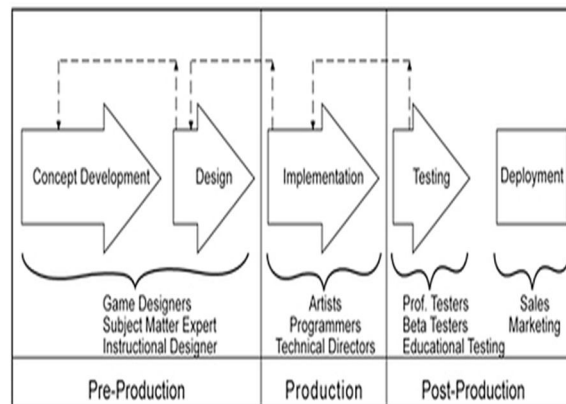 Concept Development
Design
Implementation
Testing
Deployment
Game Designers
Subject Matter Expert
Instructional Designer
Artists
Programmers
Technical Directors
Prof. Testers
Beta Testers
Educational Testing
Sales
Marketing
Pre-Production
Production
Post-Production